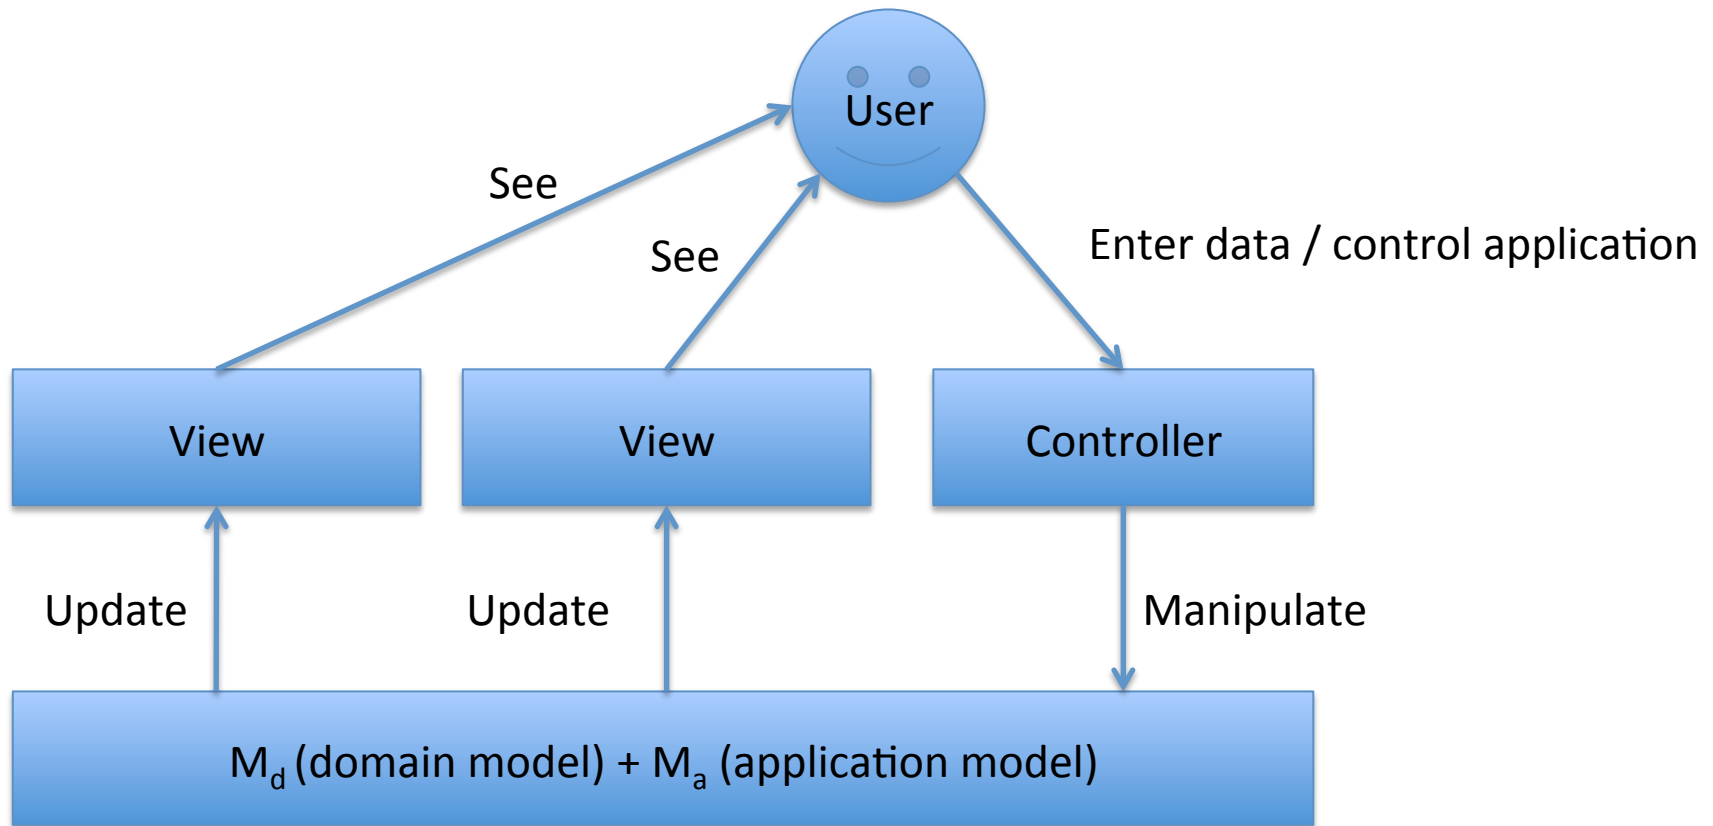 User
See
See
Enter data / control application
View
View
Controller
Update
Update
Manipulate
Md (domain model) + Ma (application model)